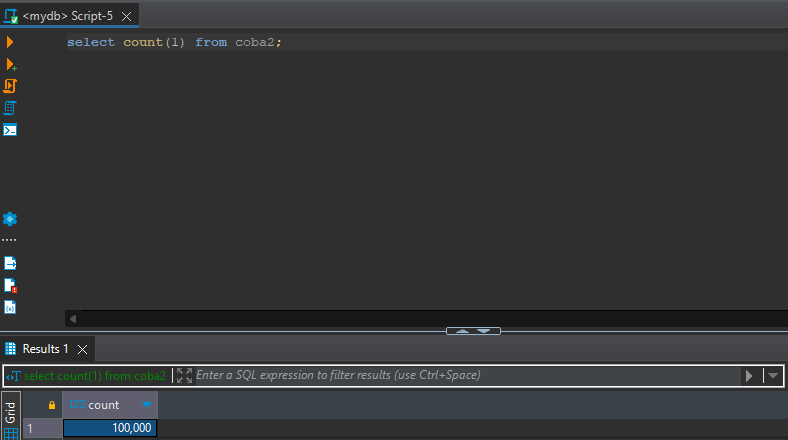 <mydb> Script-5
select count(1) from coba2;
Results 1
select count(1) from coba2
Enter a SQL expression to filter results (use Ctrl+Space)
Grid
123 count
1
100,000